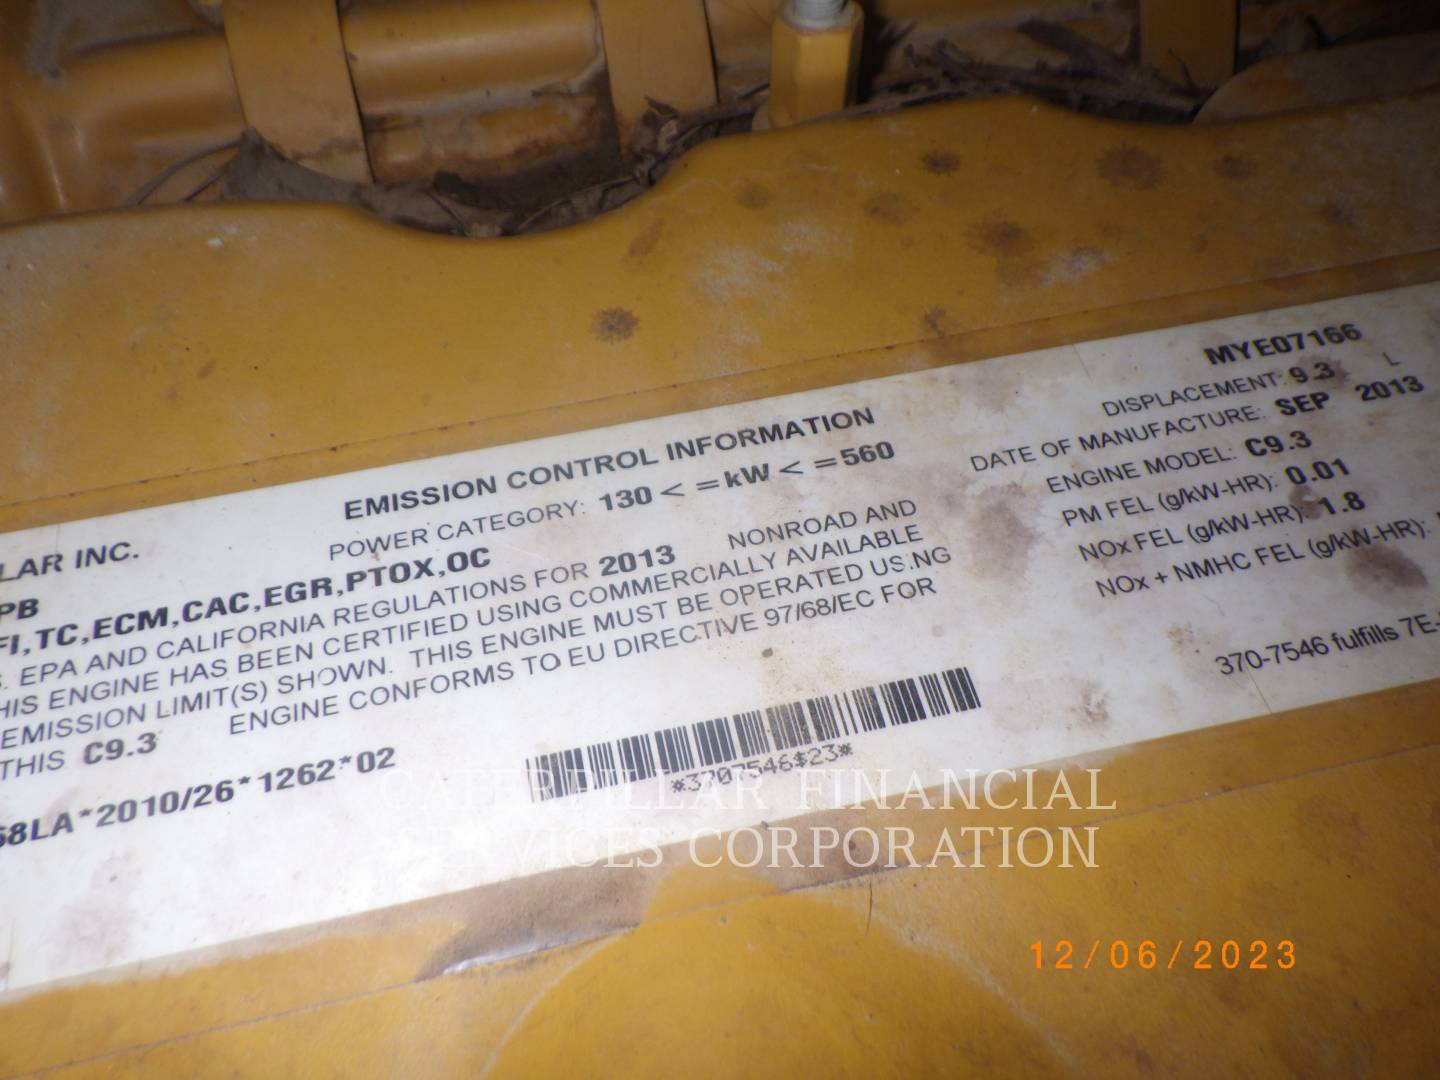 EMISSION CONTROL INFORMATION
POWER CATEGORY: 130 < =kW < =560
LAR INC.
PB
FI,TC,ECM,CAC,EGR,PTOX,OC
. EPA AND CALIFORNIA REGULATIONS FOR 2013 NONROAD AND
HIS ENGINE HAS BEEN CERTIFIED USING COMMERCIALLY AVAILABLE
EMISSION LIMIT(S) SHOWN. THIS ENGINE MUST BE OPERATED USING
THIS C9.3 ENGINE CONFORMS TO EU DIRECTIVE 97/68/EC FOR
68LA*2010/26*1262*02
*3707546$23*
MYE07166
DISPLACEMENT: 9.3 L
DATE OF MANUFACTURE: SEP 2013
ENGINE MODEL: C9.3
PM FEL (g/kW-HR): 0.01
NOx FEL (g/kW-HR): 1.8
NOx + NMHC FEL (g/kW-HR):
370-7546 fulfills 7E-
CATERPILLAR FINANCIAL
SERVICES CORPORATION
12/06/2023